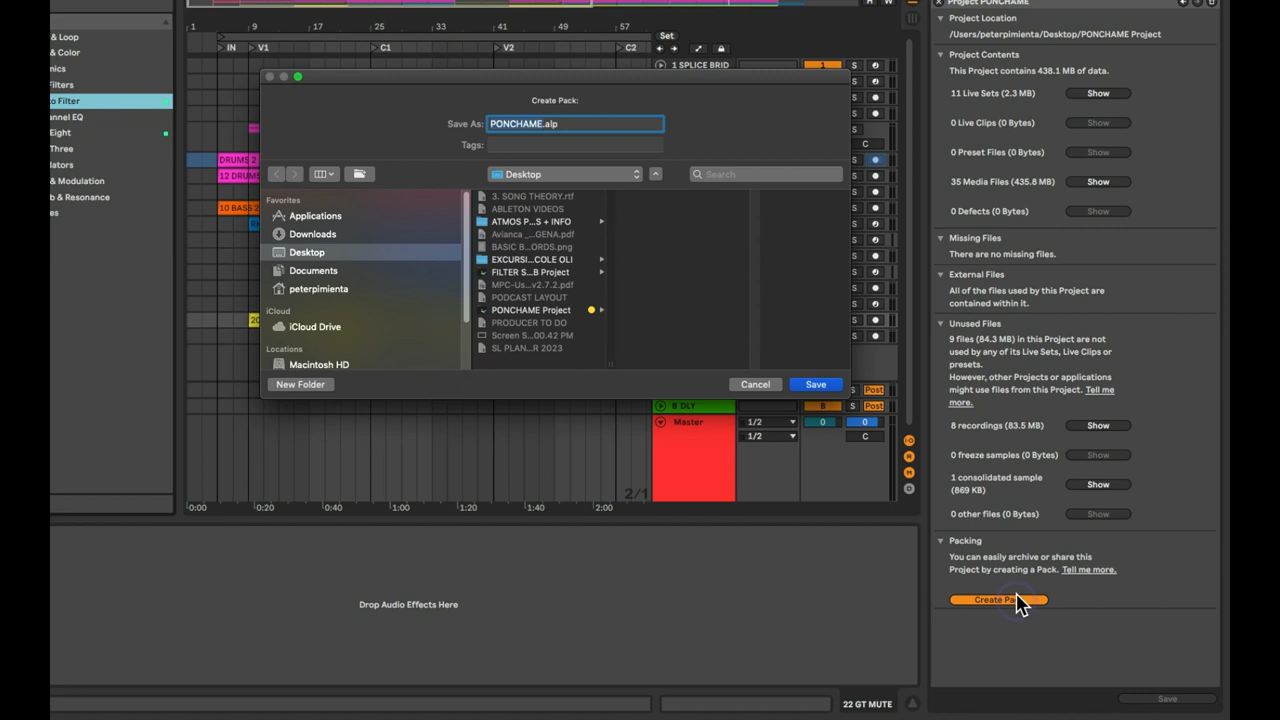 Project PONCHAME
Project Location
/Users/peterpimienta/Desktop/PONCHAME Project
Project Contents
This Project contains 438.1 MB of data.
11 Live Sets (2.3 MB) Show
0 Live Clips (0 Bytes) Show
0 Preset Files (0 Bytes) Show
35 Media Files (435.8 MB) Show
0 Defects (0 Bytes) Show
Missing Files
There are no missing files.
External Files
All of the files used by this Project are
contained within it.
Unused Files
9 files (84.3 MB) in this Project are not
used by any of its Live Sets, Live Clips or
presets.
However, other Projects or applications
might use files from this Project. Tell me
more.
8 recordings (83.5 MB) Show
0 freeze samples (0 Bytes) Show
1 consolidated sample
(869 KB) Show
0 other files (0 Bytes) Show
Packing
You can easily archive or share this
Project by creating a Pack. Tell me more.
Create Pa
Save
& Loop
& Color
mics
Filters
to Filter
annel EQ
Eight
Three
lators
& Modulation
b & Resonance
es
1 9 17 25 33 41 49 57
IN V1 C1 V2 C2
Set
1 SPLICE BRID 1 S
DRUMS 2
12 DRUMS
10 BASS 2
Create Pack:
Save As: PONCHAME.alp
Tags:
Desktop
Search
Favorites
Applications
Downloads
Desktop
Documents
peterpimienta
iCloud
iCloud Drive
Locations
Macintosh HD
3. SONG THEORY.rtf
ABLETON VIDEOS
ATMOS P...S + INFO
Avianca _...GENA.pdf
BASIC B...ORDS.png
EXCURSI...COLE OLI
FILTER S...B Project
MPC-Us...v2.7.2.pdf
PODCAST LAYOUT
PONCHAME Project
PRODUCER TO DO
Screen S...00.42 PM
SL PLAN...R 2023
New Folder Cancel Save
Post
B DLY B S Post
Master 1/2 0 0
1/2 C
2/1
0:00 0:20 0:40 1:00 1:20 1:40 2:00
Drop Audio Effects Here
22 GT MUTE